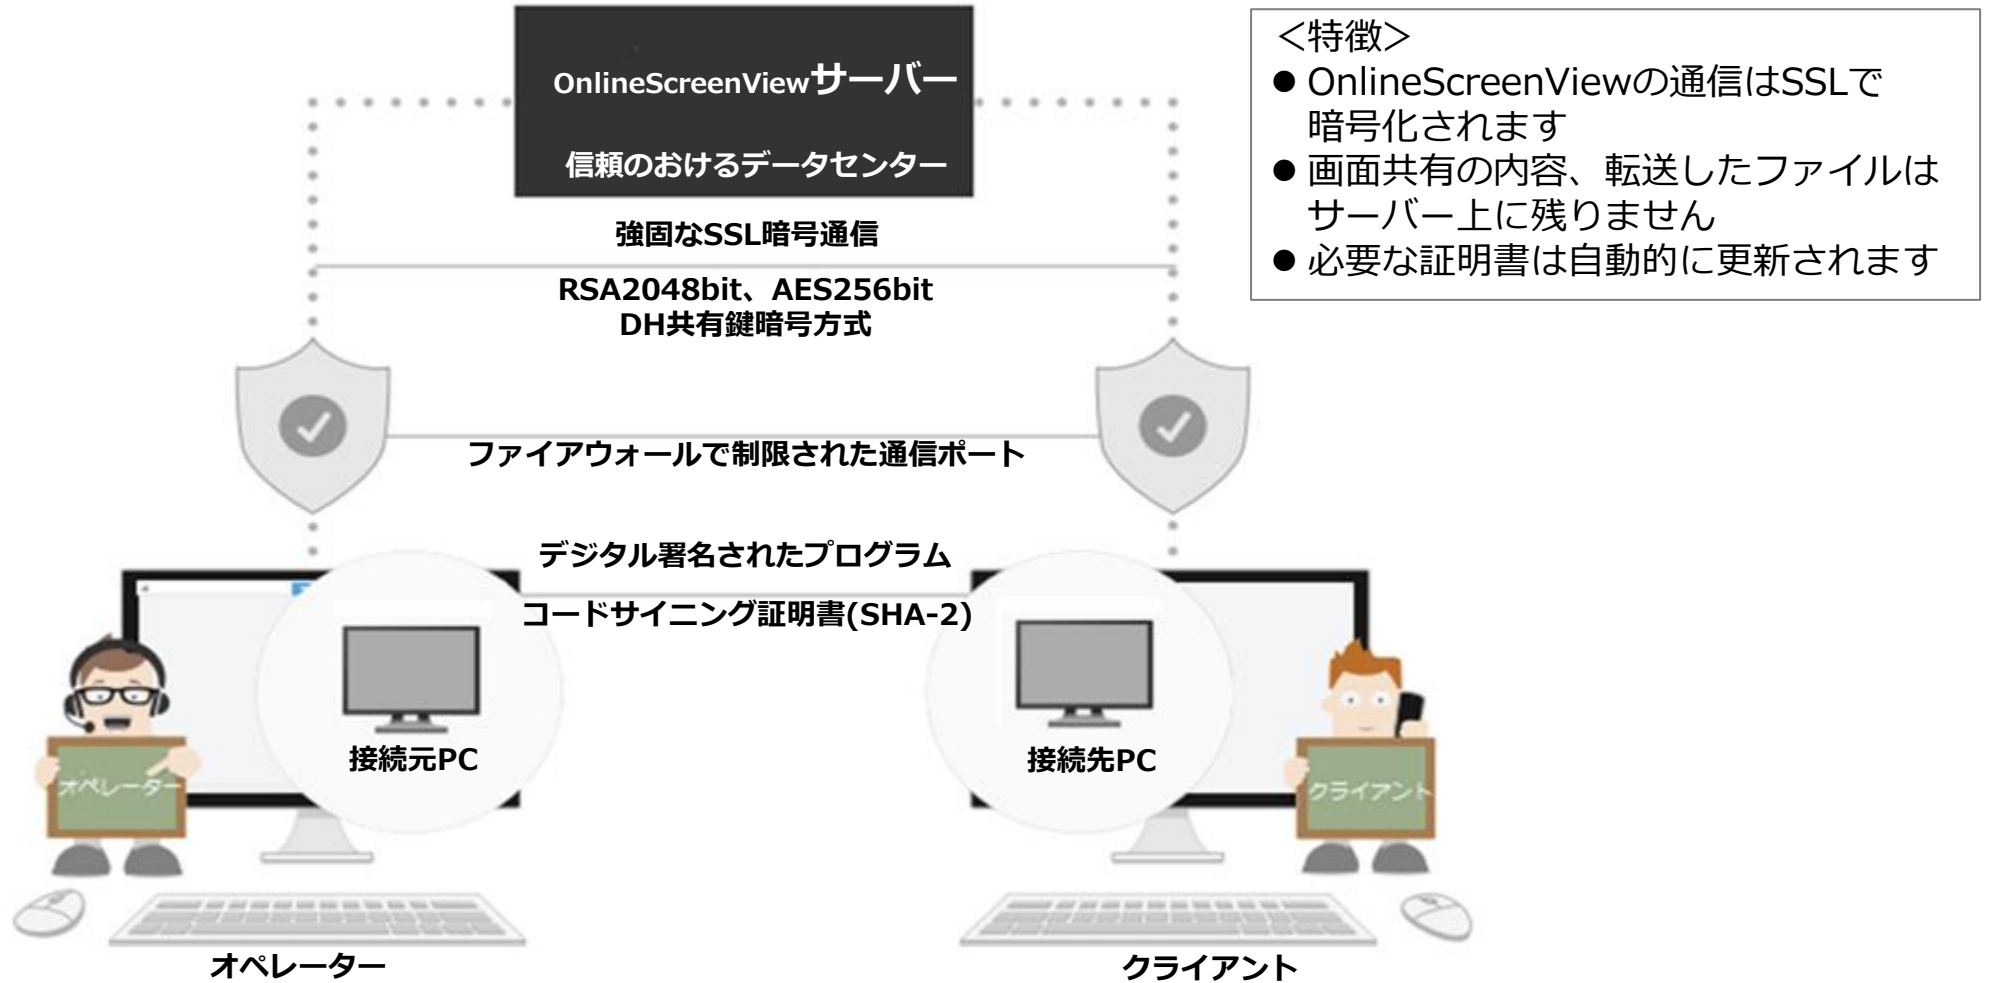 OnlineScreenViewサーバー
信頼のおけるデータセンター
強固なSSL暗号通信
RSA2048bit、AES256bit
DH共有鍵暗号方式
ファイアウォールで制限された通信ポート
デジタル署名されたプログラム
コードサイニング証明書(SHA-2)
接続元PC
接続先PC
オペレーター
クライアント
オペレーター
クライアント
＜特徴＞
● OnlineScreenViewの通信はSSLで
暗号化されます
● 画面共有の内容、転送したファイルは
サーバー上に残りません
● 必要な証明書は自動的に更新されます